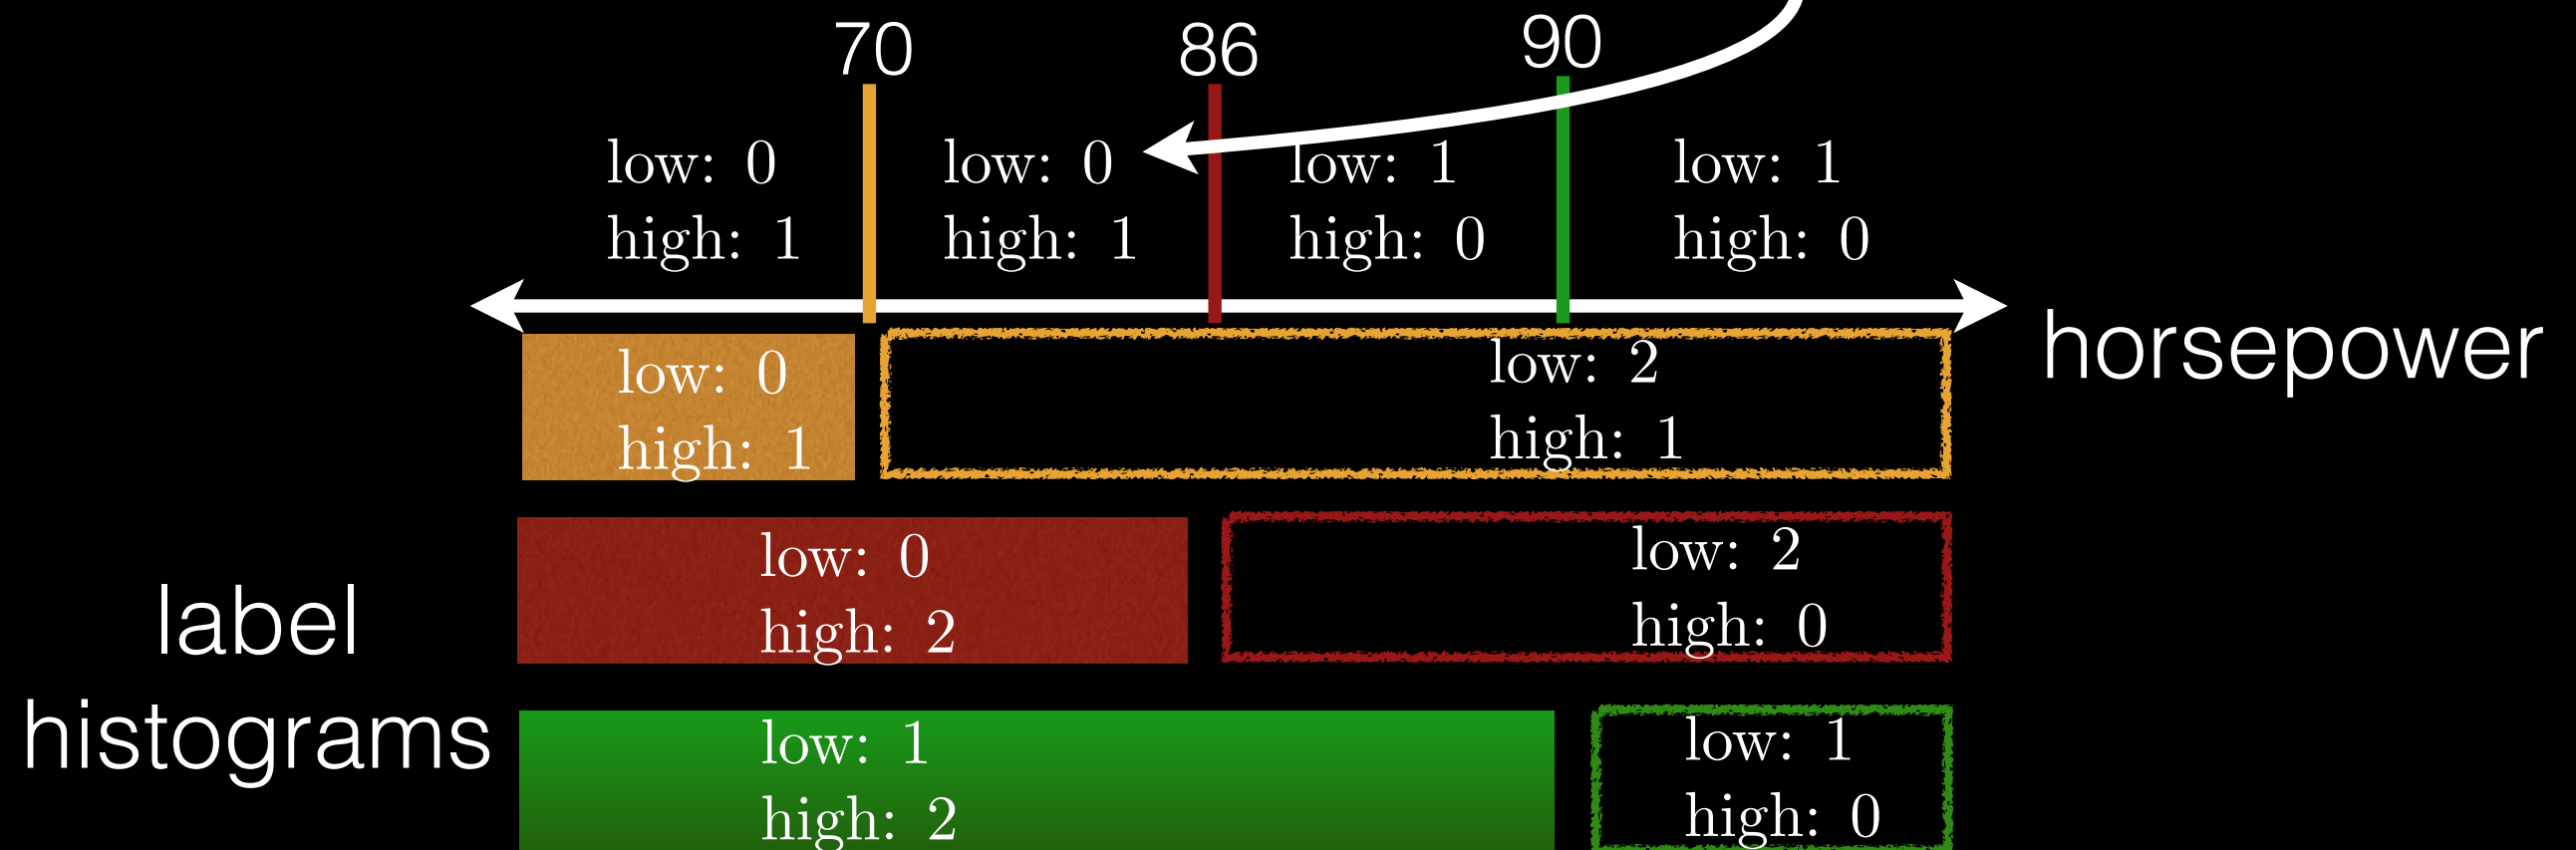 70 86 90
low: 0 low: 0 low: 1 low: 1
high: 1 high: 1 high: 0 high: 0
horsepower
low: 0 low: 2
high: 1 high: 1
low: 0 low: 2
high: 2 high: 0
label
histograms
low: 1 low: 1
high: 2 high: 0